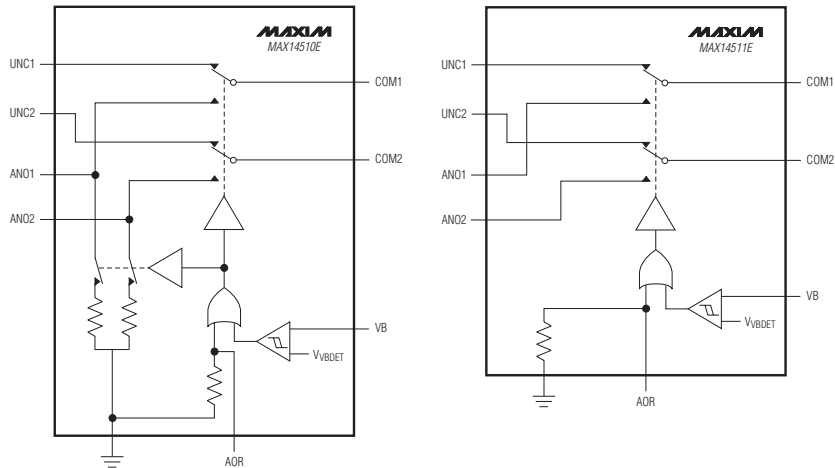 MAXIM
MAX14510E
UNC1
COM1
UNC2
COM2
ANO1
ANO2
VB
VVBDET
AOR
MAXIM
MAX14511E
UNC1
COM1
UNC2
COM2
ANO1
ANO2
VB
VVBDET
AOR